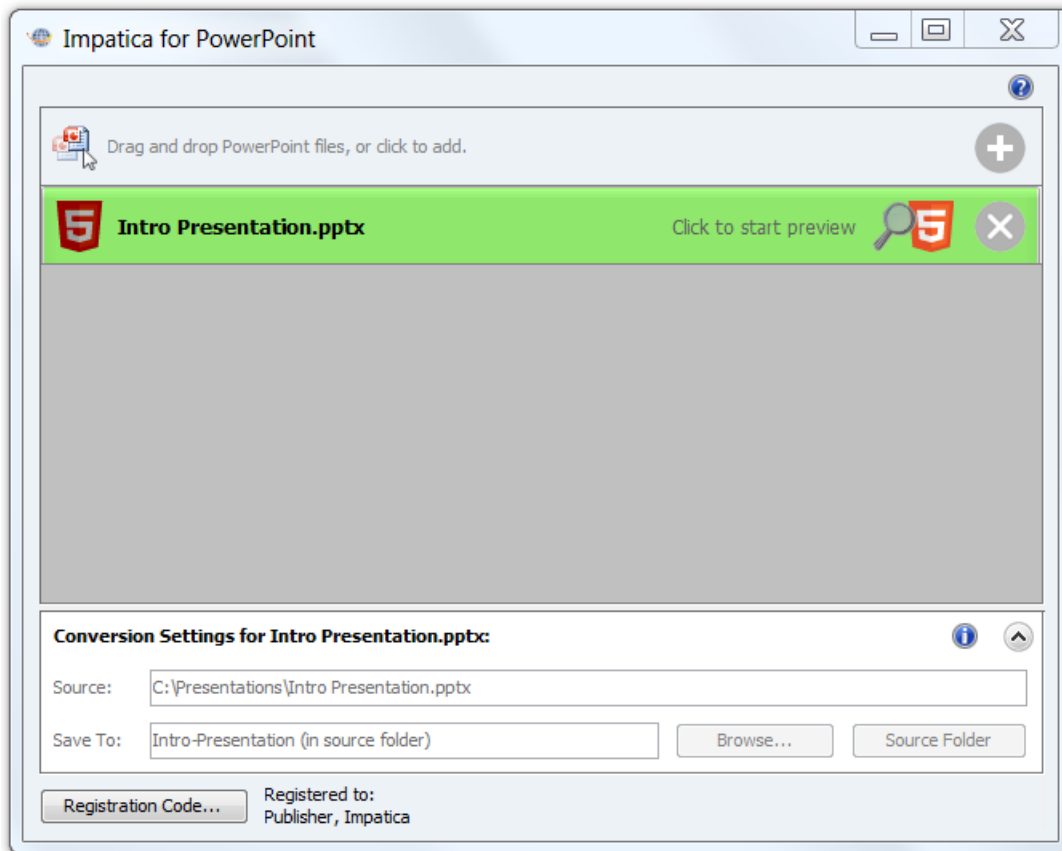 Impatica for PowerPoint
?
Drag and drop PowerPoint files, or click to add.
5 Intro Presentation.pptx Click to start preview 5
Conversion Settings for Intro Presentation.pptx: i
Source: C:\Presentations\Intro Presentation.pptx
Save To: Intro-Presentation (in source folder) Browse... Source Folder
Registration Code... Registered to:
Publisher, Impatica